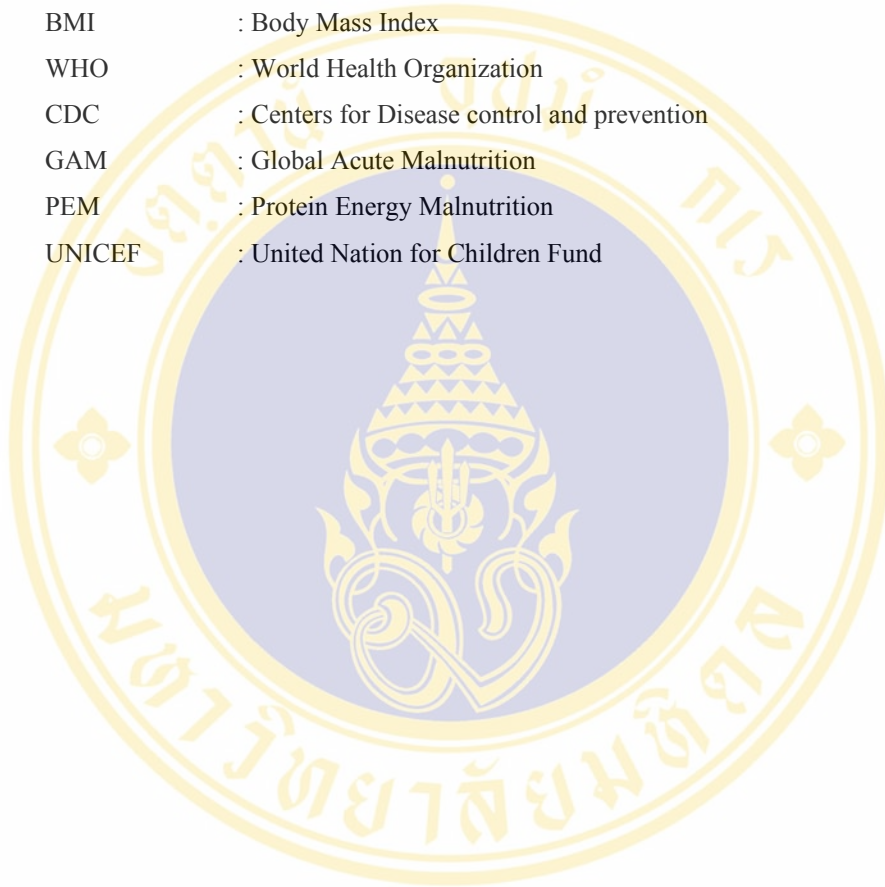 BMI : Body Mass Index
WHO : World Health Organization
CDC : Centers for Disease control and prevention
GAM : Global Acute Malnutrition
PEM : Protein Energy Malnutrition
UNICEF : United Nation for Children Fund
มหาวิทยาลัยมหิดล